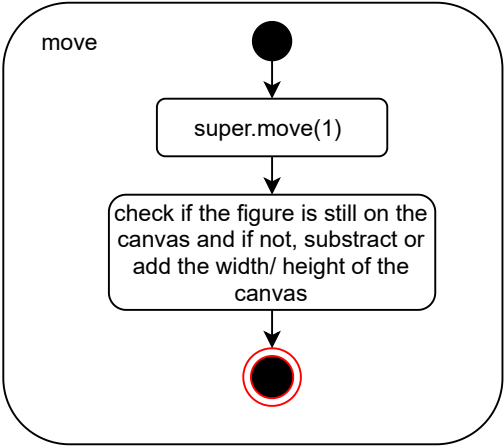 move
super.move(1)
check if the figure is still on the
canvas and if not, substract or
add the width/ height of the
canvas